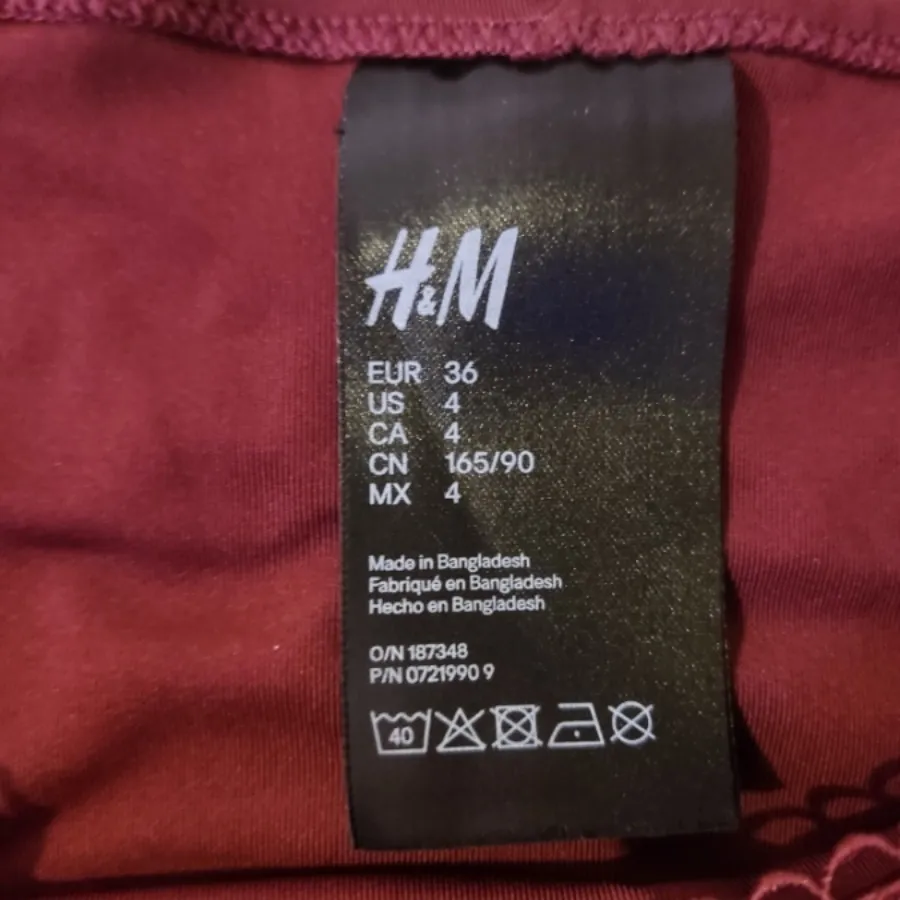 H&M
EUR 36
US 4
CA 4
CN 165/90
MX 4
Made in Bangladesh
Fabriqué en Bangladesh
Hecho en Bangladesh
O/N 187348
P/N 0721990 9
40